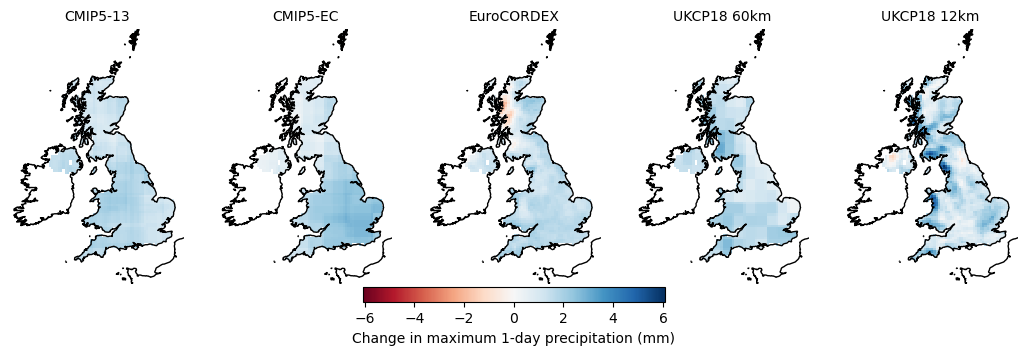 CMIP5-13 CMIP5-EC EuroCORDEX UKCP18 60km UKCP18 12km
−6 −4 −2 0 2 4 6
Change in maximum 1-day precipitation (mm)